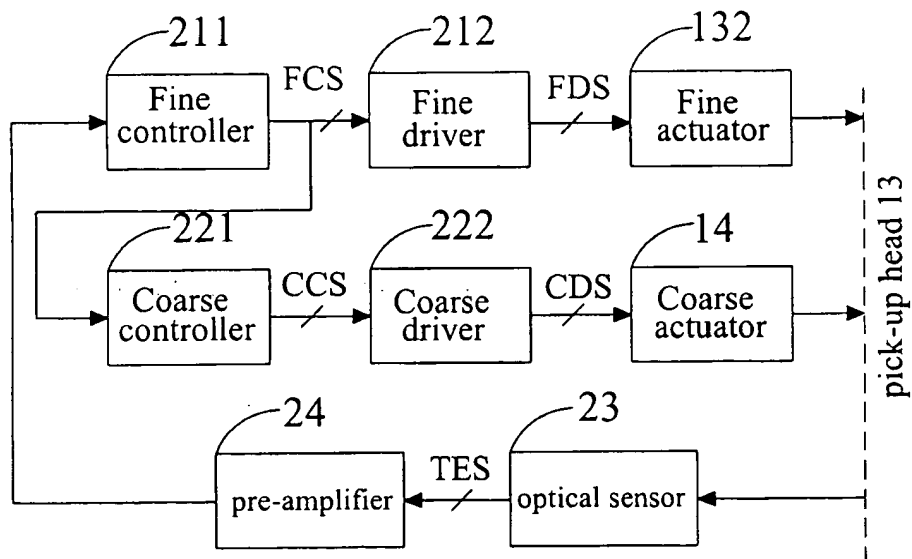 211
212
132
FCS
FDS
Fine
controller
Fine
driver
Fine
actuator
221
222
14
CCS
CDS
Coarse
controller
Coarse
driver
Coarse
actuator
pick-up head 13
24
23
TES
pre-amplifier
optical sensor